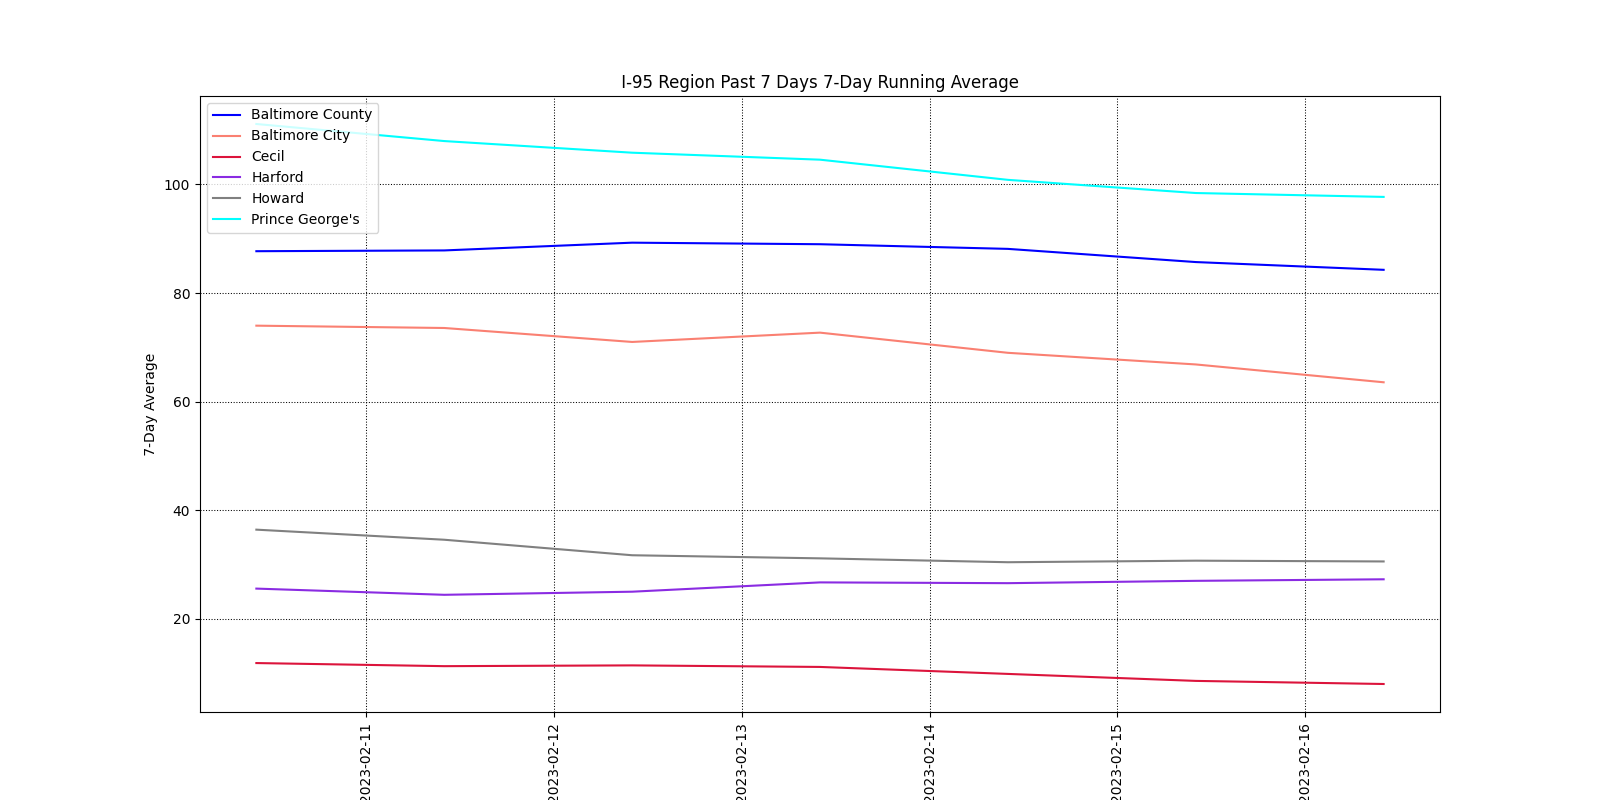 I-95 Region Past 7 Days 7-Day Running Average
Baltimore County
Baltimore City
Cecil
Harford
Howard
Prince George's
7-Day Average
100
80
60
40
20
2023-02-11
2023-02-12
2023-02-13
2023-02-14
2023-02-15
2023-02-16